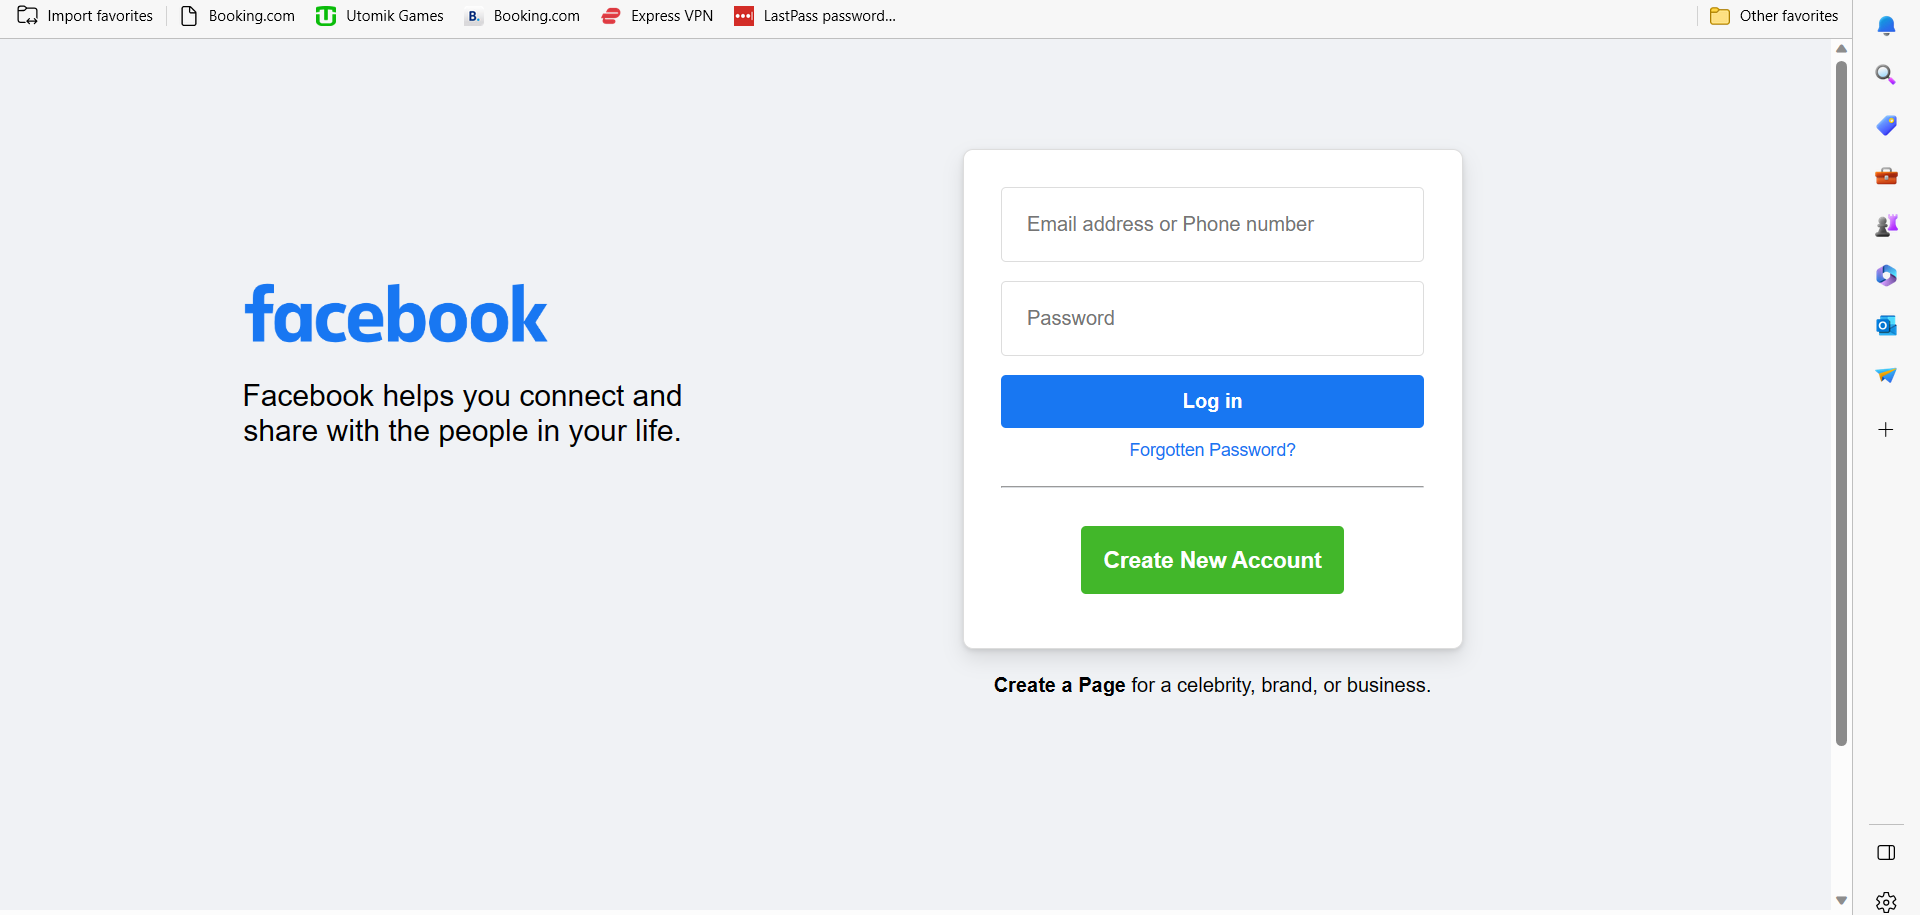 Import favorites
Booking.com
Utomik Games
B. Booking.com
Express VPN
LastPass password...
Other favorites
facebook
Facebook helps you connect and
share with the people in your life.
Email address or Phone number
Password
Log in
Forgotten Password?
Create New Account
Create a Page for a celebrity, brand, or business.